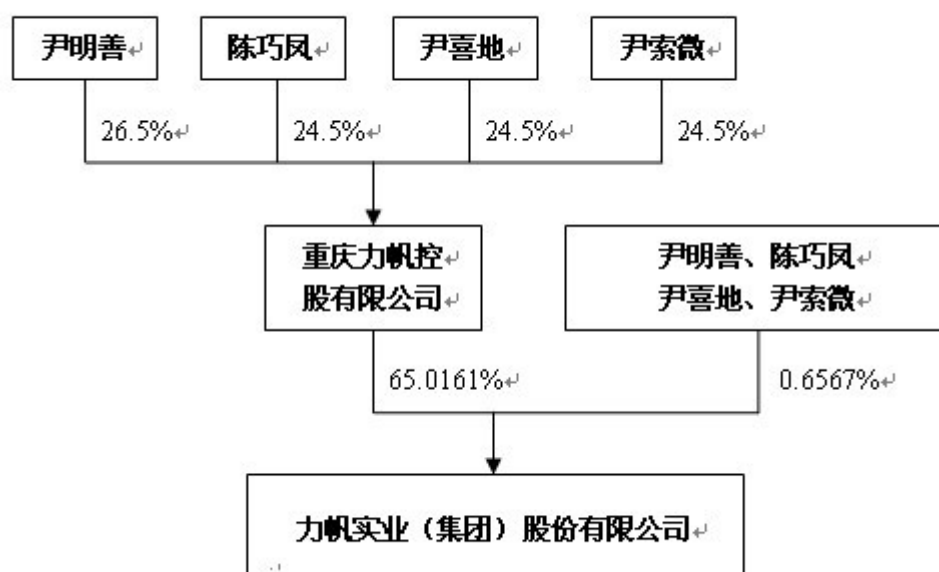 尹明善
陈巧凤
尹喜地
尹索微
26.5%
24.5%
24.5%
24.5%
重庆力帆控
股有限公司
尹明善、陈巧凤
尹喜地、尹索微
65.0161%
0.6567%
力帆实业（集团）股份有限公司